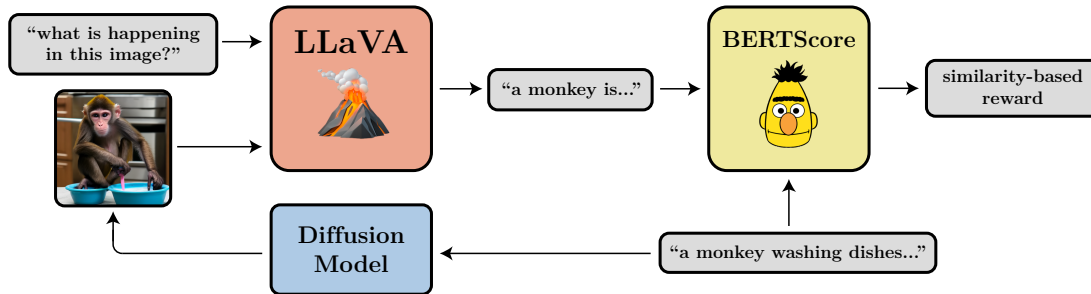 “what is happening
in this image?”
LLaVA
“a monkey is...”
BERTScore
similarity-based
reward
Diffusion
Model
“a monkey washing dishes...”